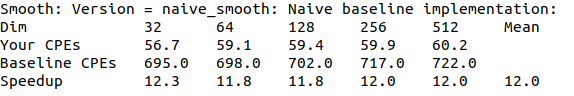 Smooth: Version = naive_smooth: Naive baseline implementation:
Dim 32 64 128 256 512 Mean
Your CPEs 56.7 59.1 59.4 59.9 60.2
Baseline CPEs 695.0 698.0 702.0 717.0 722.0
Speedup 12.3 11.8 11.8 12.0 12.0 12.0